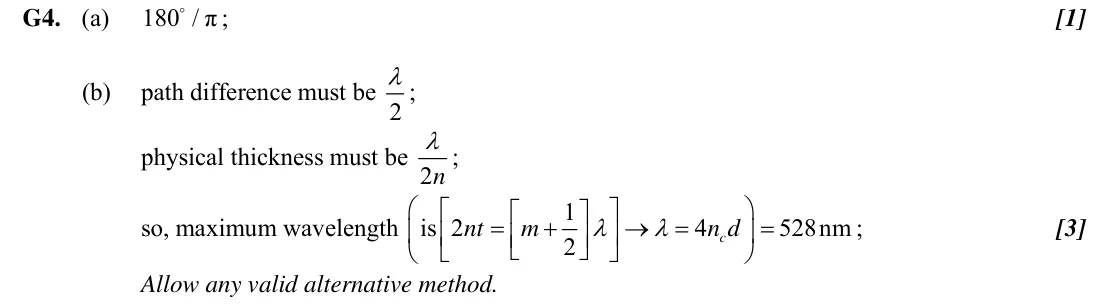 G4. (a) 180° / π ; [1]
(b) path difference must be λ/2 ;
physical thickness must be λ/2n ;
so, maximum wavelength (is[2nt = [m + 1/2]λ] → λ = 4n_c d) = 528 nm ; [3]
Allow any valid alternative method.